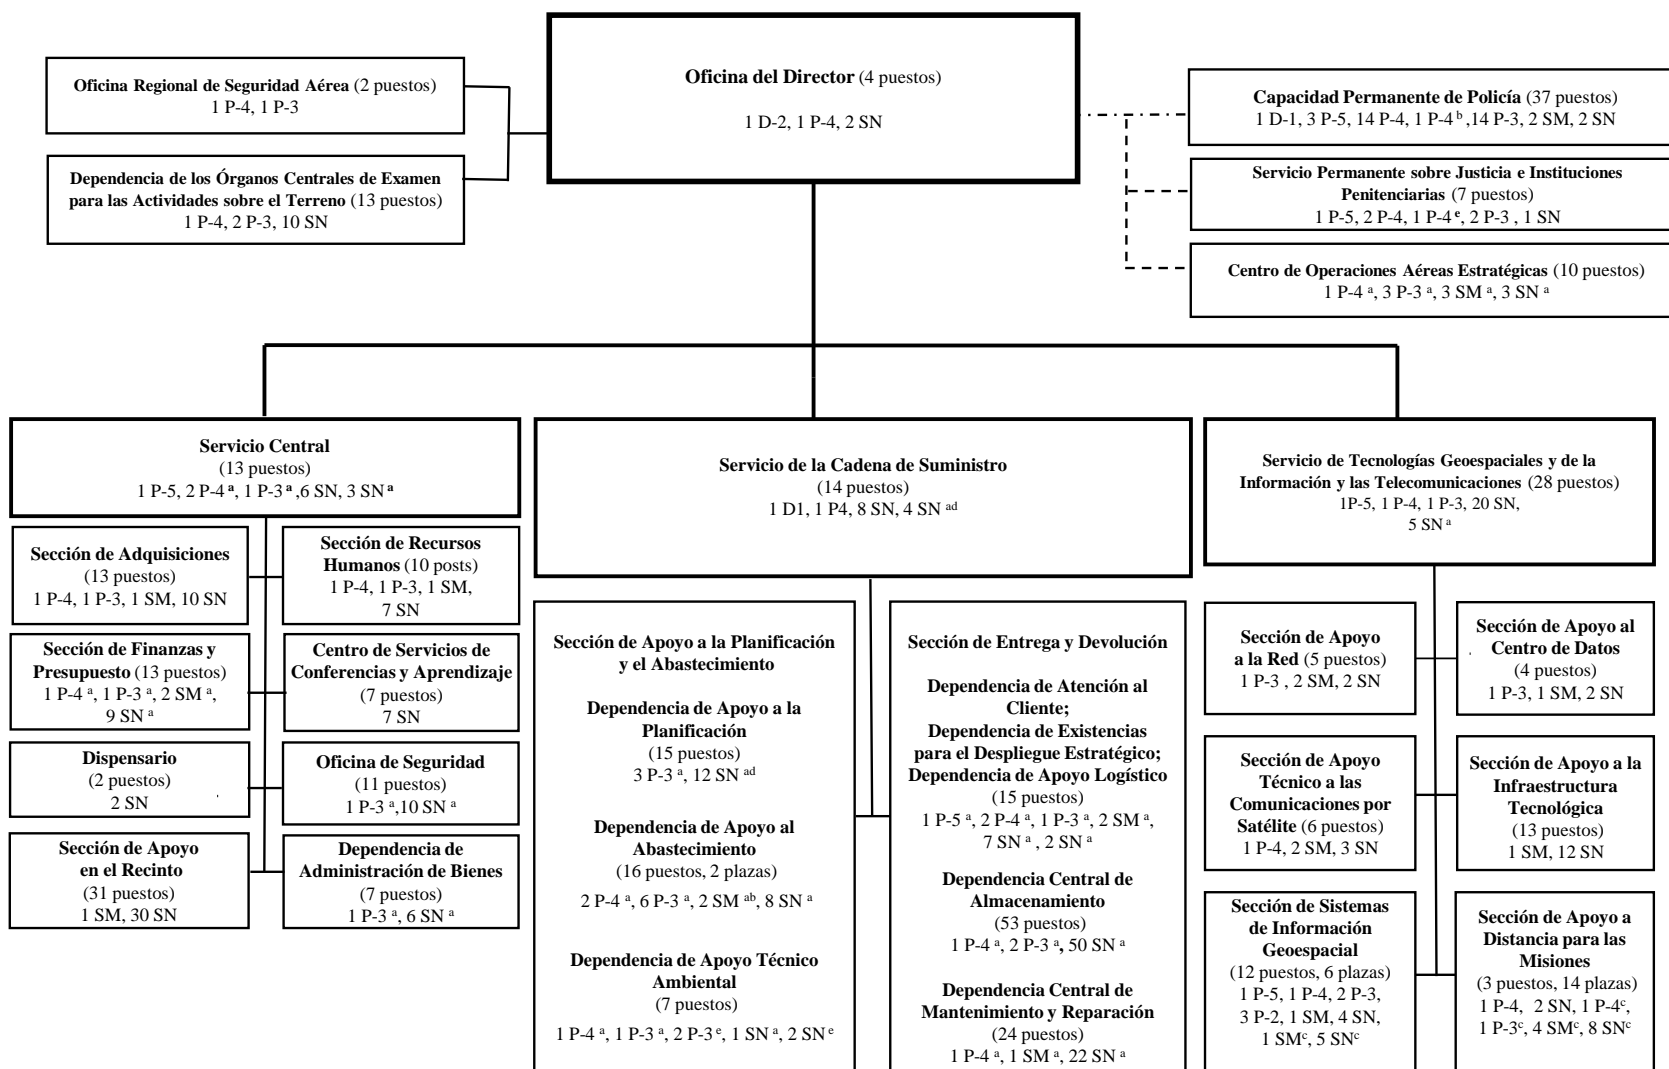 Oficina del Director (4 puestos)
1 D-2, 1 P-4, 2 SN
Oficina Regional de Seguridad Aérea (2 puestos)
1 P-4, 1 P-3
Dependencia de los Órganos Centrales de Examen
para las Actividades sobre el Terreno (13 puestos)
1 P-4, 2 P-3, 10 SN
Capacidad Permanente de Policía (37 puestos)
1 D-1, 3 P-5, 14 P-4, 1 P-4 b ,14 P-3, 2 SM, 2 SN
Servicio Permanente sobre Justicia e Instituciones
Penitenciarias (7 puestos)
1 P-5, 2 P-4, 1 P-4 e, 2 P-3 , 1 SN
Centro de Operaciones Aéreas Estratégicas (10 puestos)
1 P-4 a, 3 P-3 a, 3 SM a, 3 SN a
Servicio Central
(13 puestos)
1 P-5, 2 P-4 a, 1 P-3 a ,6 SN, 3 SN a
Sección de Adquisiciones
(13 puestos)
1 P-4, 1 P-3, 1 SM, 10 SN
Sección de Recursos
Humanos (10 posts)
1 P-4, 1 P-3, 1 SM,
7 SN
Sección de Finanzas y
Presupuesto (13 puestos)
1 P-4 a, 1 P-3 a, 2 SM a,
9 SN a
Centro de Servicios de
Conferencias y Aprendizaje
(7 puestos)
7 SN
Dispensario
(2 puestos)
2 SN
Oficina de Seguridad
(11 puestos)
1 P-3 a ,10 SN a
Sección de Apoyo
en el Recinto
(31 puestos)
1 SM, 30 SN
Dependencia de
Administración de Bienes
(7 puestos)
1 P-3 a, 6 SN a
Servicio de la Cadena de Suministro
(14 puestos)
1 D1, 1 P4, 8 SN, 4 SN ad
Sección de Apoyo a la Planificación
y el Abastecimiento
Dependencia de Apoyo a la
Planificación
(15 puestos)
3 P-3 a, 12 SN ad
Dependencia de Apoyo al
Abastecimiento
(16 puestos, 2 plazas)
2 P-4 a, 6 P-3 a, 2 SM ab, 8 SN a
Dependencia de Apoyo Técnico
Ambiental
(7 puestos)
1 P-4 a, 1 P-3 a, 2 P-3 e, 1 SN a, 2 SN e
Sección de Entrega y Devolución
Dependencia de Atención al
Cliente;
Dependencia de Existencias
para el Despliegue Estratégico;
Dependencia de Apoyo Logístico
(15 puestos)
1 P-5 a, 2 P-4 a, 1 P-3 a, 2 SM a,
7 SN a , 2 SN a
Dependencia Central de
Almacenamiento
(53 puestos)
1 P-4 a, 2 P-3 a, 50 SN a
Dependencia Central de
Mantenimiento y Reparación
(24 puestos)
1 P-4 a, 1 SM a, 22 SN a
Servicio de Tecnologías Geoespaciales y de la
Información y las Telecomunicaciones (28 puestos)
1P-5, 1 P-4, 1 P-3, 20 SN,
5 SN a
Sección de Apoyo
a la Red (5 puestos)
1 P-3 , 2 SM, 2 SN
Sección de Apoyo al
Centro de Datos
(4 puestos)
1 P-3, 1 SM, 2 SN
Sección de Apoyo
Técnico a las
Comunicaciones por
Satélite (6 puestos)
1 P-4, 2 SM, 3 SN
Sección de Apoyo a la
Infraestructura
Tecnológica
(13 puestos)
1 SM, 12 SN
Sección de Sistemas
de Información
Geoespacial
(12 puestos, 6 plazas)
1 P-5, 1 P-4, 2 P-3,
3 P-2, 1 SM, 4 SN,
1 SMc, 5 SNc
Sección de Apoyo a
Distancia para las
Misiones
(3 puestos, 14 plazas)
1 P-4, 2 SN, 1 P-4c,
1 P-3c, 4 SMc, 8 SNc